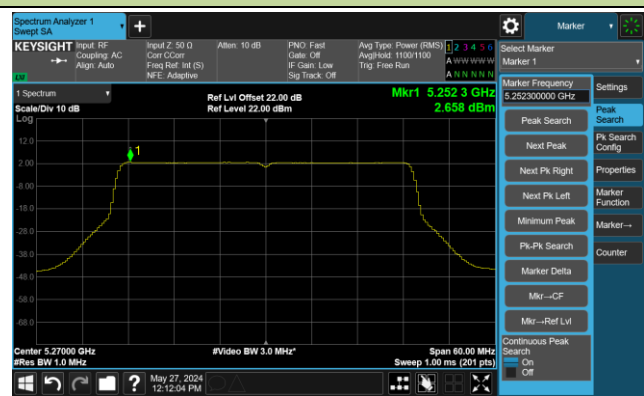 Spectrum Analyzer 1
Swept SA
+
Marker
KEYSIGHT
Input: RF
Coupling: AC
Align: Auto
Input Z: 50 Ω
Corr CCorr
Freq Ref: Int (S)
NFE: Adaptive
Atten: 10 dB
PNO: Fast
Gate: Off
IF Gain: Low
Sig Track: Off
Avg Type: Power (RMS)
Avg|Hold: 1100/1100
Trig: Free Run
1 2 3 4 5 6
A W W W W W
A N N N N N
LXI
Select Marker
Marker 1
1 Spectrum
Scale/Div 10 dB
Log
Ref Lvl Offset 22.00 dB
Ref Level 22.00 dBm
Mkr1 5.252 3 GHz
2.658 dBm
12.0
2.00
-8.00
-18.0
-28.0
-38.0
-48.0
-58.0
-68.0
1
Center 5.27000 GHz
#Res BW 1.0 MHz
#Video BW 3.0 MHz*
Span 60.00 MHz
Sweep 1.00 ms (201 pts)
Marker Frequency
5.252300000 GHz
Peak Search
Next Peak
Next Pk Right
Next Pk Left
Minimum Peak
Pk-Pk Search
Marker Delta
Mkr→CF
Mkr→Ref Lvl
Continuous Peak
Search
On
Off
Settings
Peak
Search
Pk Search
Config
Properties
Marker
Function
Marker→
Counter
?
May 27, 2024
12:12:04 PM